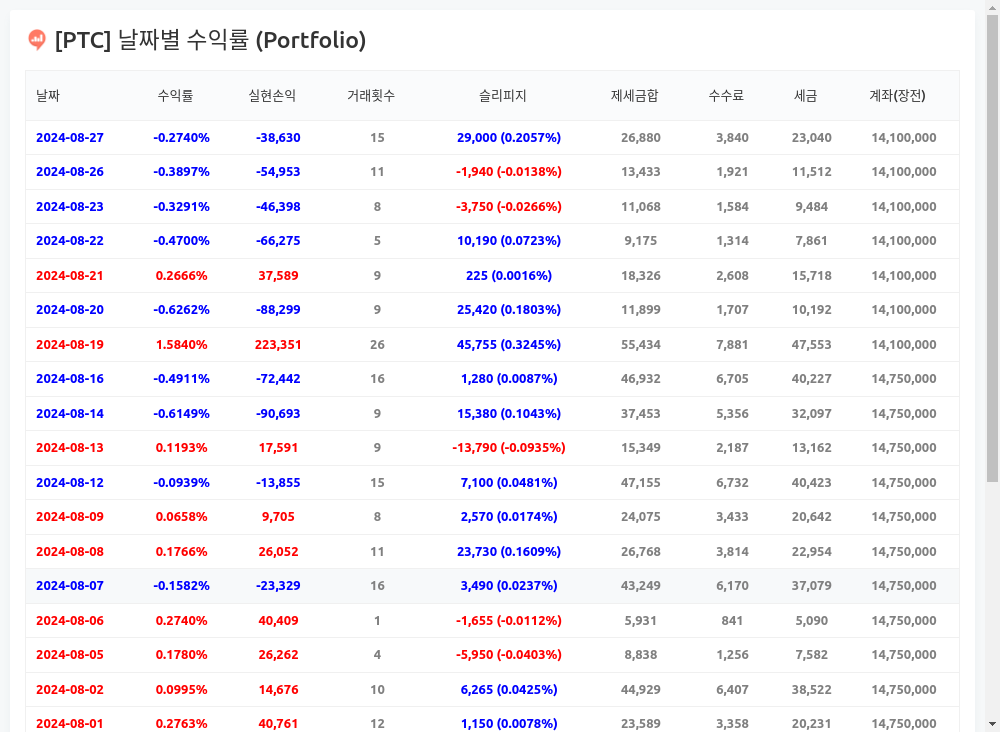 [PTC] 날짜별 수익률 (Portfolio)
날짜 수익률 실현손익 거래횟수 슬리피지 제세금합 수수료 세금 계좌(장전)
2024-08-27 -0.2740% -38,630 15 29,000 (0.2057%) 26,880 3,840 23,040 14,100,000
2024-08-26 -0.3897% -54,953 11 -1,940 (-0.0138%) 13,433 1,921 11,512 14,100,000
2024-08-23 -0.3291% -46,398 8 -3,750 (-0.0266%) 11,068 1,584 9,484 14,100,000
2024-08-22 -0.4700% -66,275 5 10,190 (0.0723%) 9,175 1,314 7,861 14,100,000
2024-08-21 0.2666% 37,589 9 225 (0.0016%) 18,326 2,608 15,718 14,100,000
2024-08-20 -0.6262% -88,299 9 25,420 (0.1803%) 11,899 1,707 10,192 14,100,000
2024-08-19 1.5840% 223,351 26 45,755 (0.3245%) 55,434 7,881 47,553 14,100,000
2024-08-16 -0.4911% -72,442 16 1,280 (0.0087%) 46,932 6,705 40,227 14,750,000
2024-08-14 -0.6149% -90,693 9 15,380 (0.1043%) 37,453 5,356 32,097 14,750,000
2024-08-13 0.1193% 17,591 9 -13,790 (-0.0935%) 15,349 2,187 13,162 14,750,000
2024-08-12 -0.0939% -13,855 15 7,100 (0.0481%) 47,155 6,732 40,423 14,750,000
2024-08-09 0.0658% 9,705 8 2,570 (0.0174%) 24,075 3,433 20,642 14,750,000
2024-08-08 0.1766% 26,052 11 23,730 (0.1609%) 26,768 3,814 22,954 14,750,000
2024-08-07 -0.1582% -23,329 16 3,490 (0.0237%) 43,249 6,170 37,079 14,750,000
2024-08-06 0.2740% 40,409 1 -1,655 (-0.0112%) 5,931 841 5,090 14,750,000
2024-08-05 0.1780% 26,262 4 -5,950 (-0.0403%) 8,838 1,256 7,582 14,750,000
2024-08-02 0.0995% 14,676 10 6,265 (0.0425%) 44,929 6,407 38,522 14,750,000
2024-08-01 0.2763% 40,761 12 1,150 (0.0078%) 23,589 3,358 20,231 14,750,000